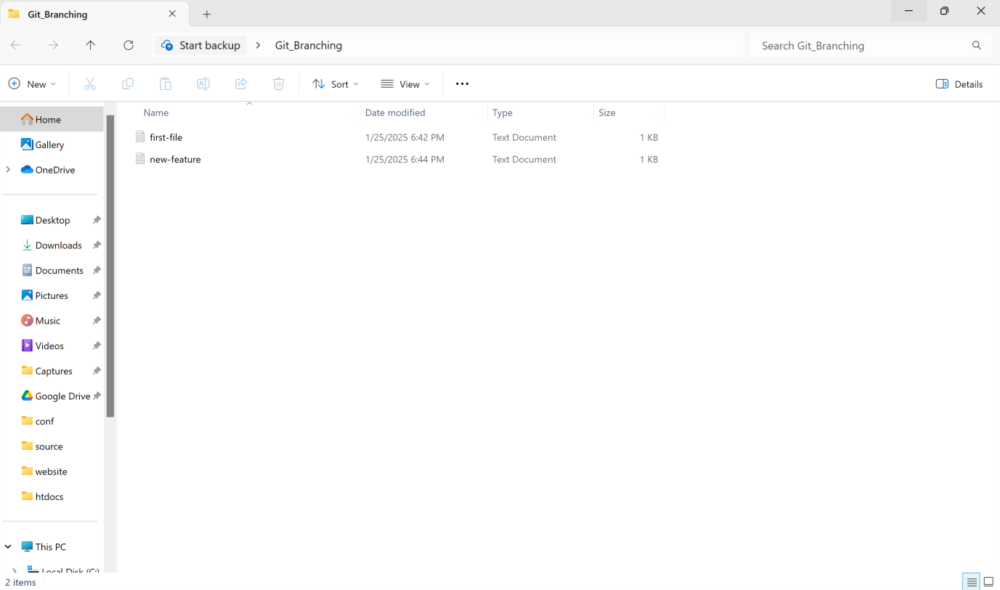 Git_Branching
Start backup > Git_Branching
Search Git_Branching
New
Sort
View
Details
Name Date modified Type Size
first-file 1/25/2025 6:42 PM Text Document 1 KB
new-feature 1/25/2025 6:44 PM Text Document 1 KB
Home
Gallery
OneDrive
Desktop
Downloads
Documents
Pictures
Music
Videos
Captures
Google Drive
conf
source
website
htdocs
This PC
Local Disk (C:)
2 items